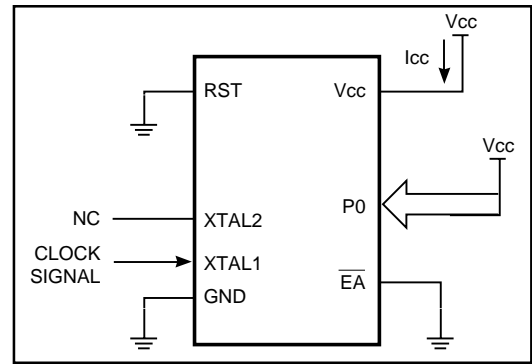 Vcc
Icc
RST
Vcc
Vcc
P0
NC
XTAL2
CLOCK
SIGNAL
XTAL1
GND
EA